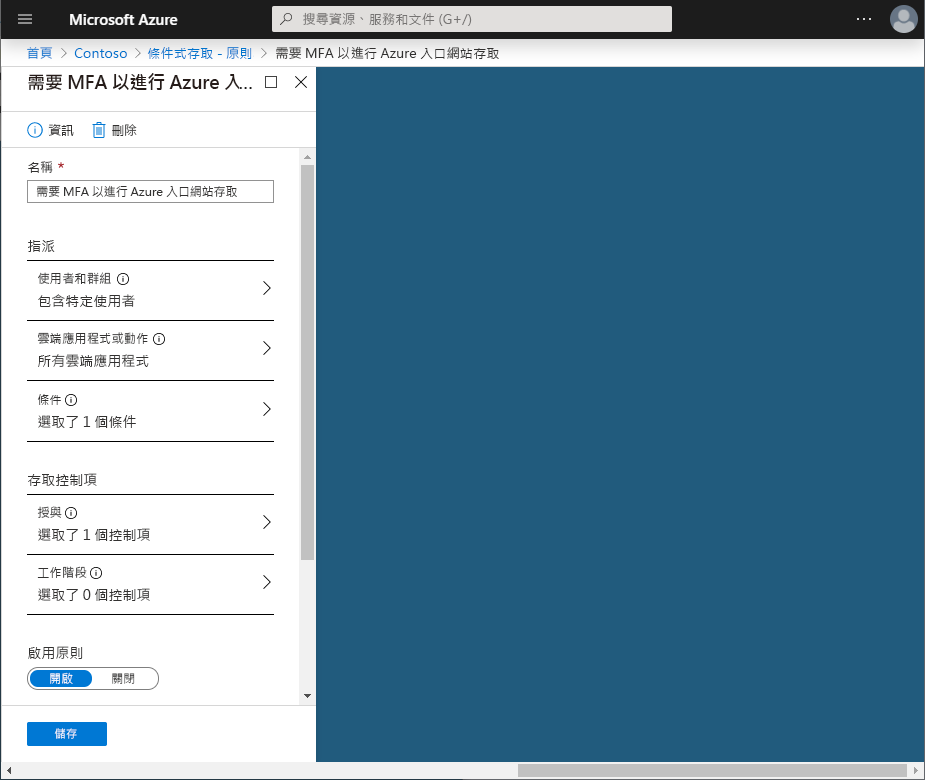 Microsoft Azure
搜尋資源、服務和文件 (G+/)
首頁 > Contoso > 條件式存取 - 原則 > 需要 MFA 以進行 Azure 入口網站存取
需要 MFA 以進行 Azure 入...
資訊 刪除
名稱 *
需要 MFA 以進行 Azure 入口網站存取
指派
使用者和群組
包含特定使用者
雲端應用程式或動作
所有雲端應用程式
條件
選取了 1 個條件
存取控制項
授與
選取了 1 個控制項
工作階段
選取了 0 個控制項
啟用原則
開啟 關閉
儲存